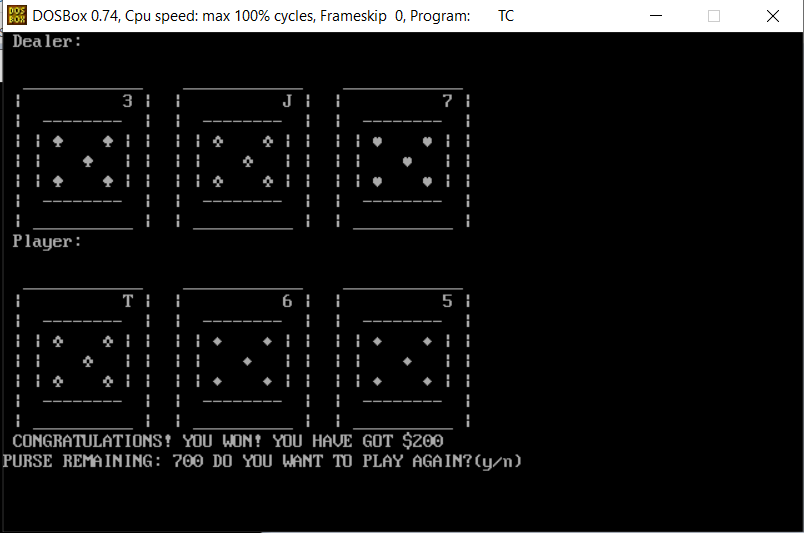 DOSBox 0.74, Cpu speed: max 100% cycles, Frameskip 0, Program: TC
Dealer:
3 J 7
Player:
T 6 5
CONGRATULATIONS! YOU WON! YOU HAVE GOT $200
PURSE REMAINING: 700 DO YOU WANT TO PLAY AGAIN?(y/n)